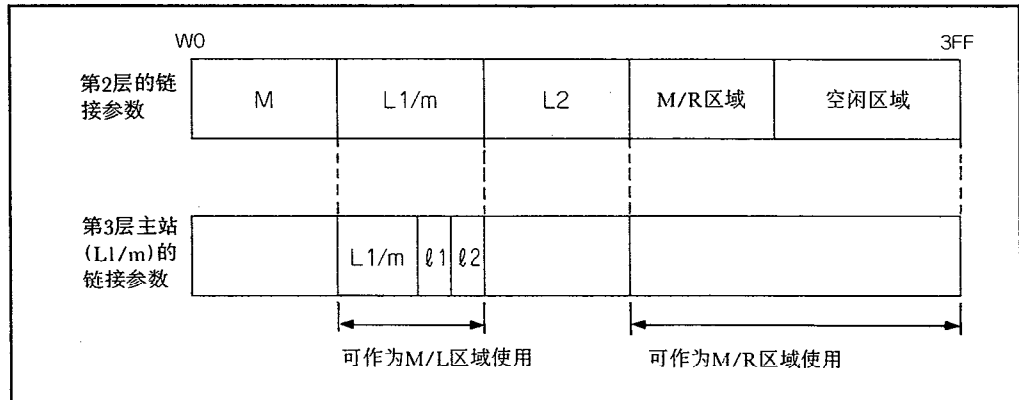 W0 3FF
第2层的链
接参数
M L1/m L2 M/R区域 空闲区域
第3层主站
(L1/m)的
链接参数
L1/m ℓ1 ℓ2
可作为M/L区域使用 可作为M/R区域使用